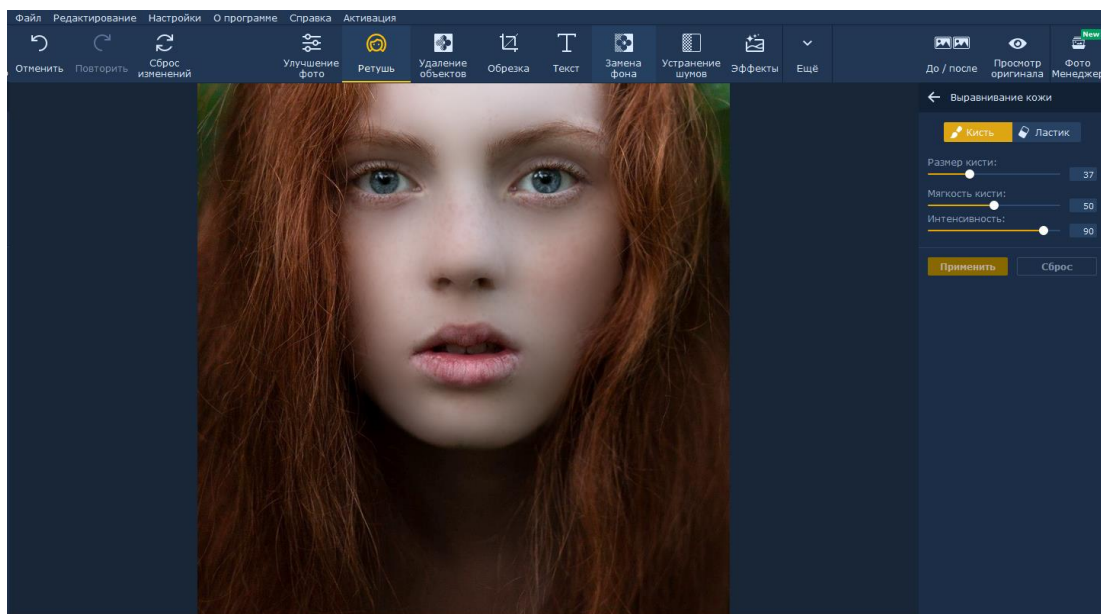 Файл Редактирование Настройки О программе Справка Активация
Отменить
Повторить
Сброс
изменений
Улучшение
фото
Ретушь
Удаление
объектов
Обрезка
Текст
Замена
фона
Устранение
шумов
Эффекты
Ещё
До / после
Просмотр
оригинала
New
Фото
Менеджер
Выравнивание кожи
Кисть
Ластик
Размер кисти:
37
Мягкость кисти:
50
Интенсивность:
90
Применить
Сброс